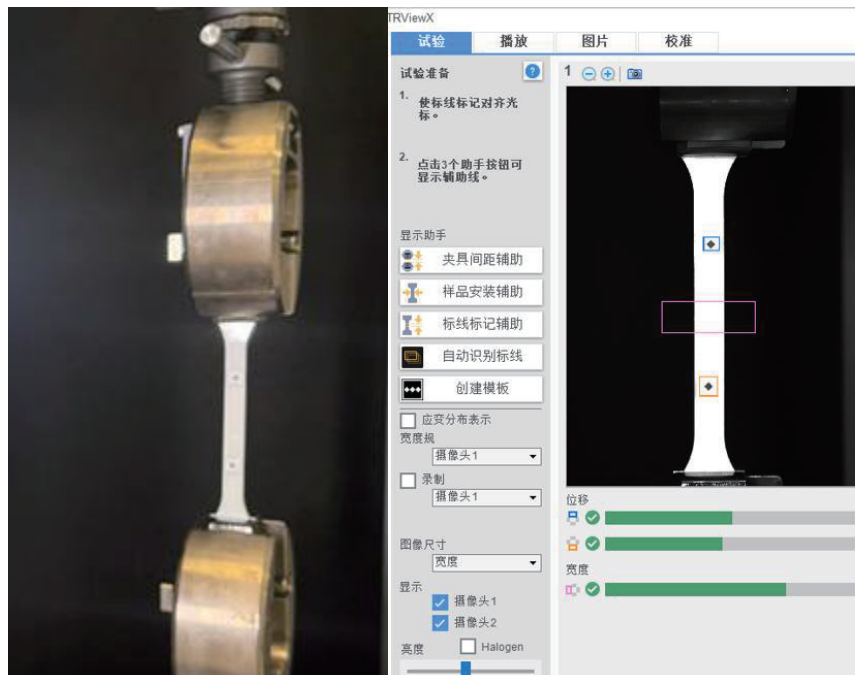 TRViewX
试验
播放
图片
校准
试验准备
?
1. 使标线标记对齐光
标。
2. 点击3个助手按钮可
显示辅助线。
显示助手
夹具间距辅助
样品安装辅助
标线标记辅助
自动识别标线
创建模板
应变分布表示
宽度规
摄像头1
录制
摄像头1
图像尺寸
宽度
显示
摄像头1
摄像头2
亮度
Halogen
1
位移
宽度